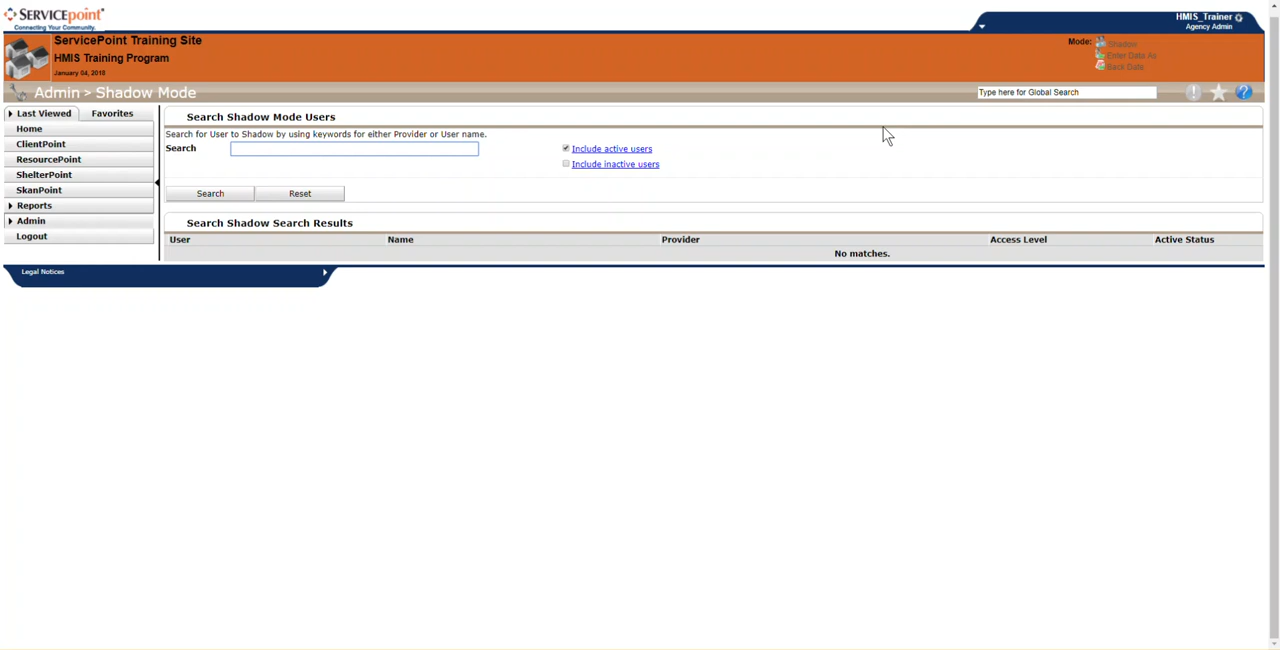 SERVICEpoint
Connecting Your Community.
HMIS_Trainer
Agency Admin
ServicePoint Training Site
HMIS Training Program
January 04, 2018
Mode:
Shadow
Enter Data As
Back Date
Admin > Shadow Mode
Type here for Global Search
Last Viewed
Favorites
Home
ClientPoint
ResourcePoint
ShelterPoint
SkanPoint
Reports
Admin
Logout
Legal Notices
Search Shadow Mode Users
Search for User to Shadow by using keywords for either Provider or User name.
Search
Include active users
Include inactive users
Search Reset
Search Shadow Search Results
User Name Provider Access Level Active Status
No matches.